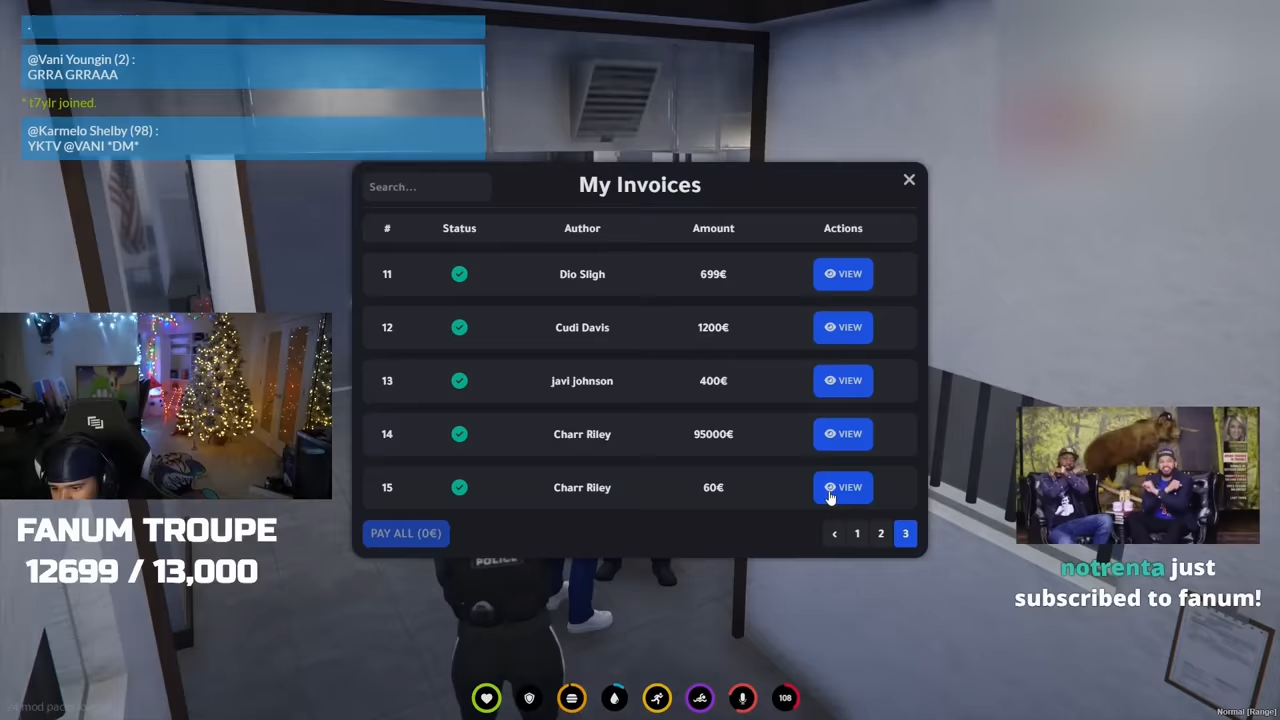 @Vani Youngin (2) :
GRRA GRRAAA
* t7ylr joined.
@Karmelo Shelby (98) :
YKTV @VANI *DM*
Search...
My Invoices
# Status Author Amount Actions
11 Dio Sligh 699€ VIEW
12 Cudi Davis 1200€ VIEW
13 javi johnson 400€ VIEW
14 Charr Riley 95000€ VIEW
15 Charr Riley 60€ VIEW
PAY ALL (0€) ‹ 1 2 3
FANUM TROUPE
12699 / 13,000
POLICE
notrenta just
subscribed to fanum!
108
Normal [Range]